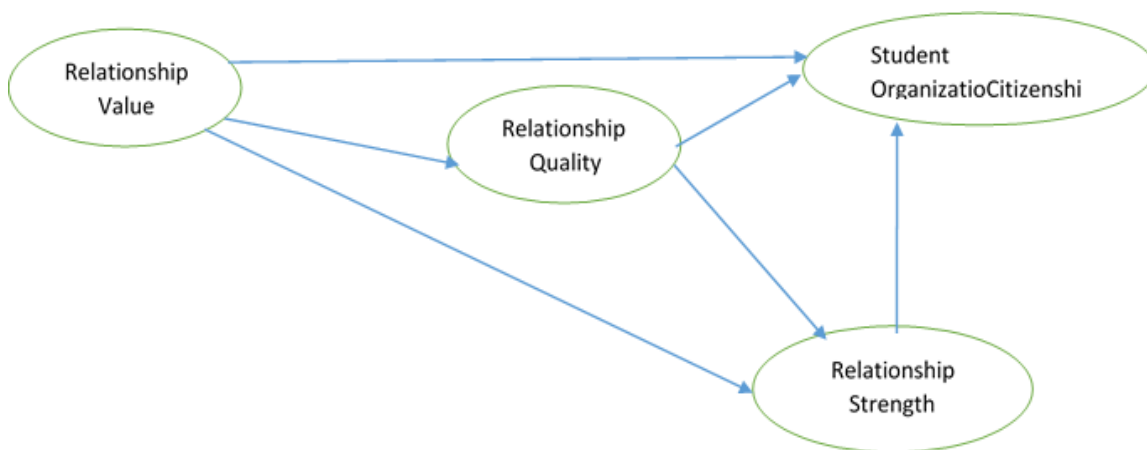 Relationship
Value
Relationship
Quality
Student
OrganizatioCitizenshi
Relationship
Strength